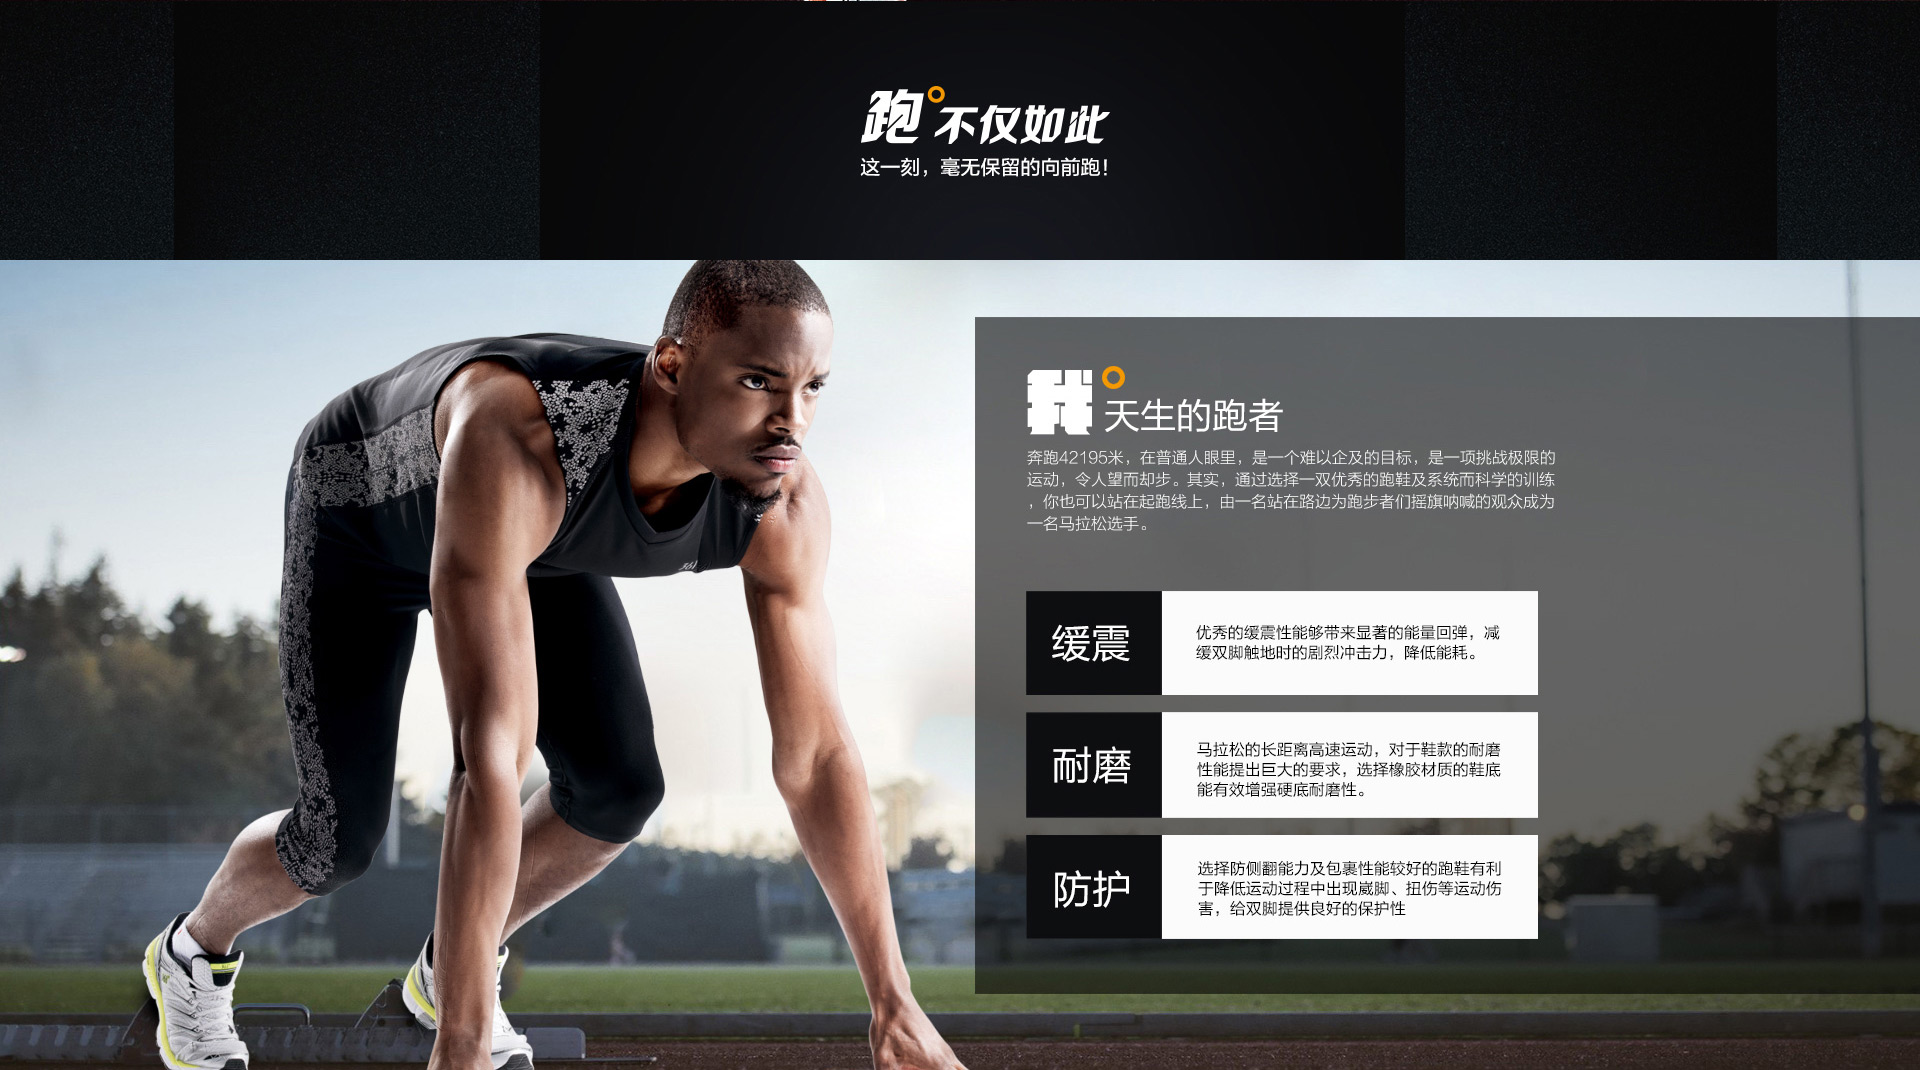 跑°不仅如此
这一刻，毫无保留的向前跑！
我°天生的跑者
奔跑42195米，在普通人眼里，是一个难以企及的目标，是一项挑战极限的
运动，令人望而却步。其实，通过选择一双优秀的跑鞋及系统而科学的训练
，你也可以站在起跑线上，由一名站在路边为跑步者们摇旗呐喊的观众成为
一名马拉松选手。
缓震
优秀的缓震性能够带来显著的能量回弹，减
缓双脚触地时的剧烈冲击力，降低能耗。
耐磨
马拉松的长距离高速运动，对于鞋款的耐磨
性能提出巨大的要求，选择橡胶材质的鞋底
能有效增强硬底耐磨性。
防护
选择防侧翻能力及包裹性能较好的跑鞋有利
于降低运动过程中出现崴脚、扭伤等运动伤
害，给双脚提供良好的保护性
361